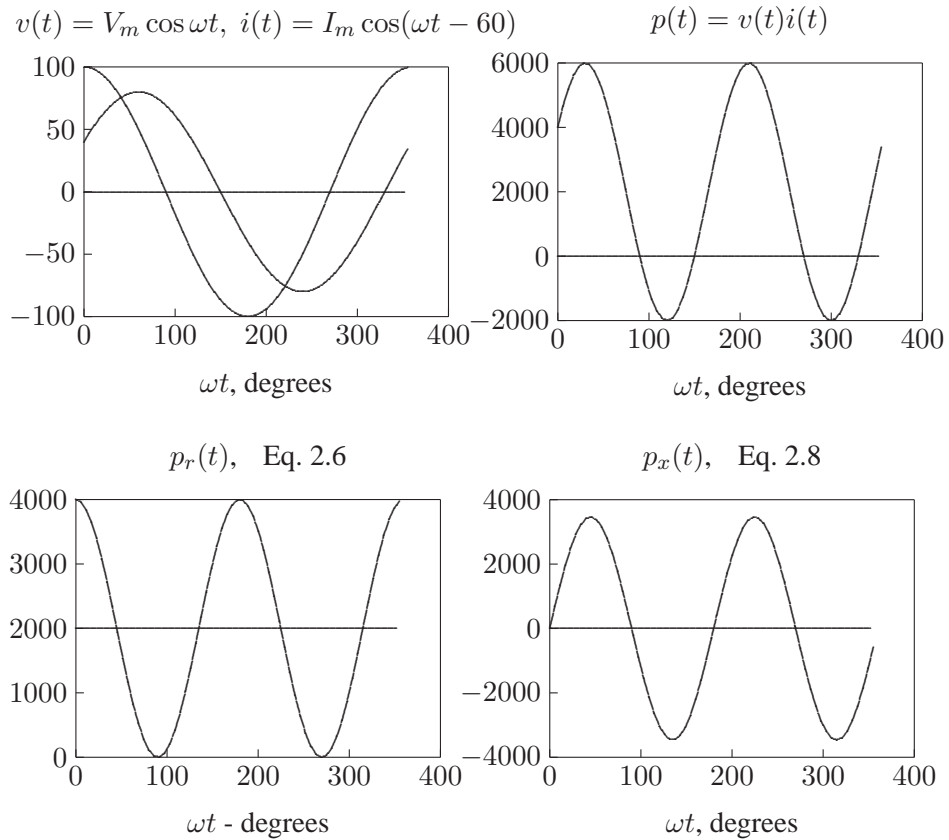 v(t) = V_m cos ωt, i(t) = I_m cos(ωt − 60)
100
50
0
−50
−100
0 100 200 300 400
ωt, degrees
p(t) = v(t)i(t)
6000
4000
2000
0
−2000
0 100 200 300 400
ωt, degrees
p_r(t), Eq. 2.6
4000
3000
2000
1000
0
0 100 200 300 400
ωt - degrees
p_x(t), Eq. 2.8
4000
2000
0
−2000
−4000
0 100 200 300 400
ωt, degrees